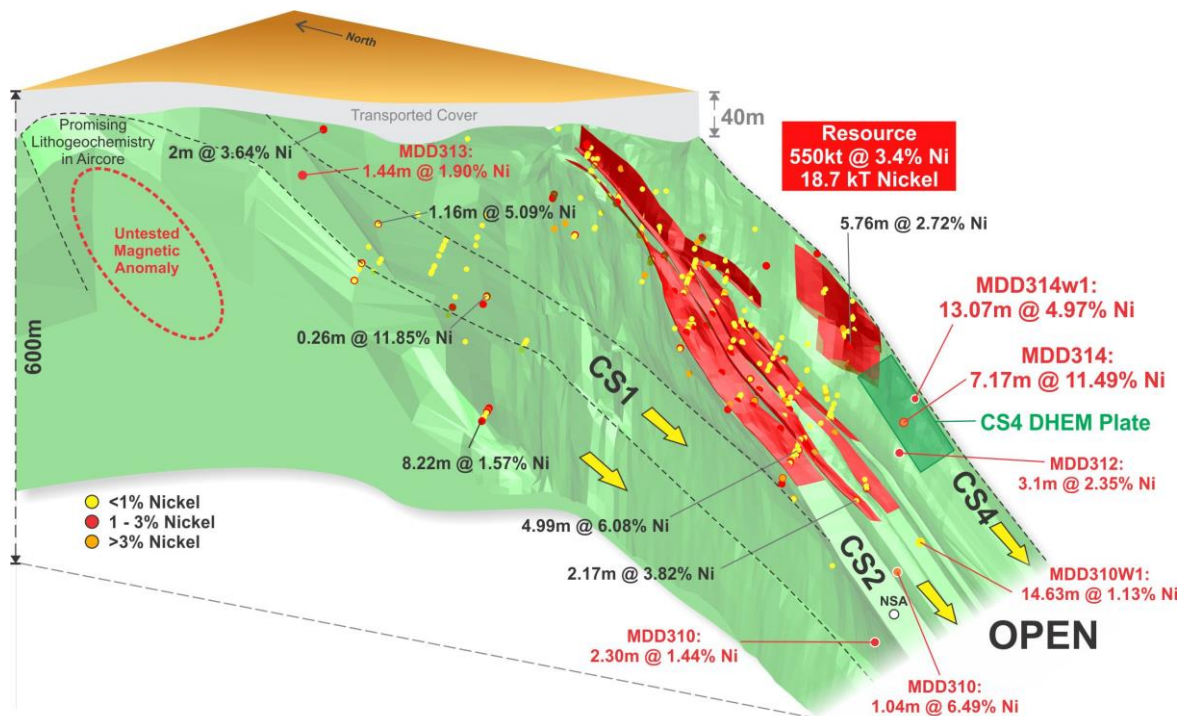 North
Transported Cover
40m
Promising
Lithogeochemistry
in Aircore
2m @ 3.64% Ni
MDD313:
1.44m @ 1.90% Ni
Resource
550kt @ 3.4% Ni
18.7 kT Nickel
1.16m @ 5.09% Ni
5.76m @ 2.72% Ni
Untested
Magnetic
Anomaly
MDD314w1:
13.07m @ 4.97% Ni
600m
0.26m @ 11.85% Ni
MDD314:
7.17m @ 11.49% Ni
CS1
CS4 DHEM Plate
8.22m @ 1.57% Ni
MDD312:
3.1m @ 2.35% Ni
<1% Nickel
1 - 3% Nickel
>3% Nickel
4.99m @ 6.08% Ni
CS4
2.17m @ 3.82% Ni
CS2
MDD310W1:
14.63m @ 1.13% Ni
NSA
OPEN
MDD310:
2.30m @ 1.44% Ni
MDD310:
1.04m @ 6.49% Ni